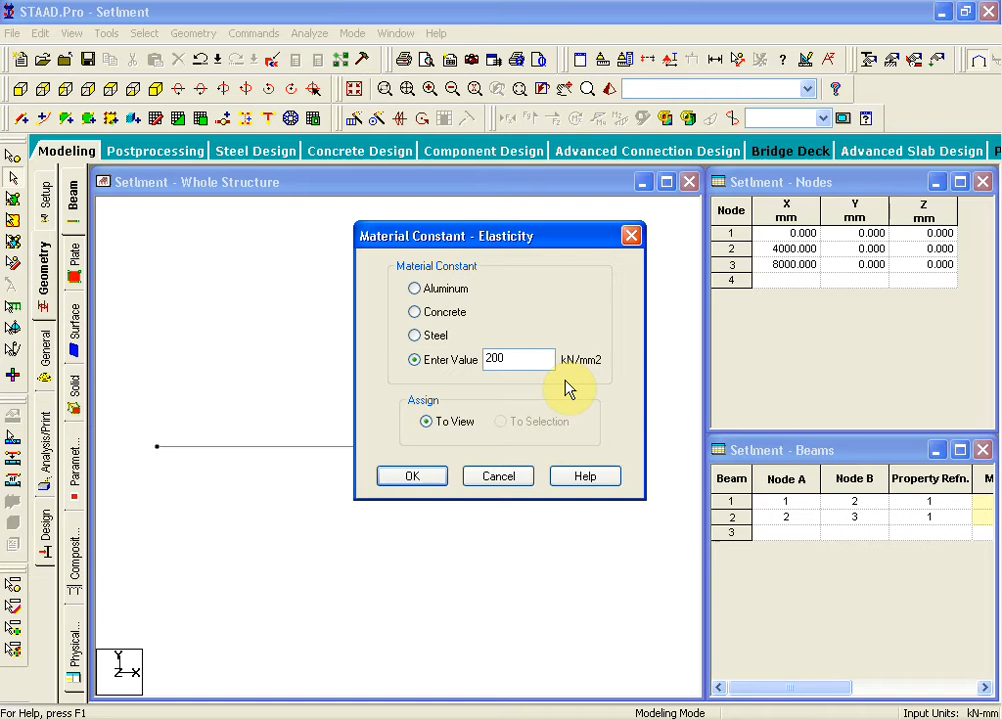 STAAD.Pro - Setlment
File Edit View Tools Select Geometry Commands Analyze Mode Window Help
Modeling Postprocessing Steel Design Concrete Design Component Design Advanced Connection Design Bridge Deck Advanced Slab Design
Setup
Geometry
General
Analysis/Print
Design
Beam
Plate
Surface
Solid
Paramet...
Composit...
Physical...
Setlment - Whole Structure
Y
Z X
Material Constant - Elasticity
Material Constant
Aluminum
Concrete
Steel
Enter Value 200 kN/mm2
Assign
To View To Selection
OK Cancel Help
Setlment - Nodes
Node X mm Y mm Z mm
1 0.000 0.000 0.000
2 4000.000 0.000 0.000
3 8000.000 0.000 0.000
4
Setlment - Beams
Beam Node A Node B Property Refn. M
1 1 2 1
2 2 3 1
3
For Help, press F1 Modeling Mode Input Units: kN-mm